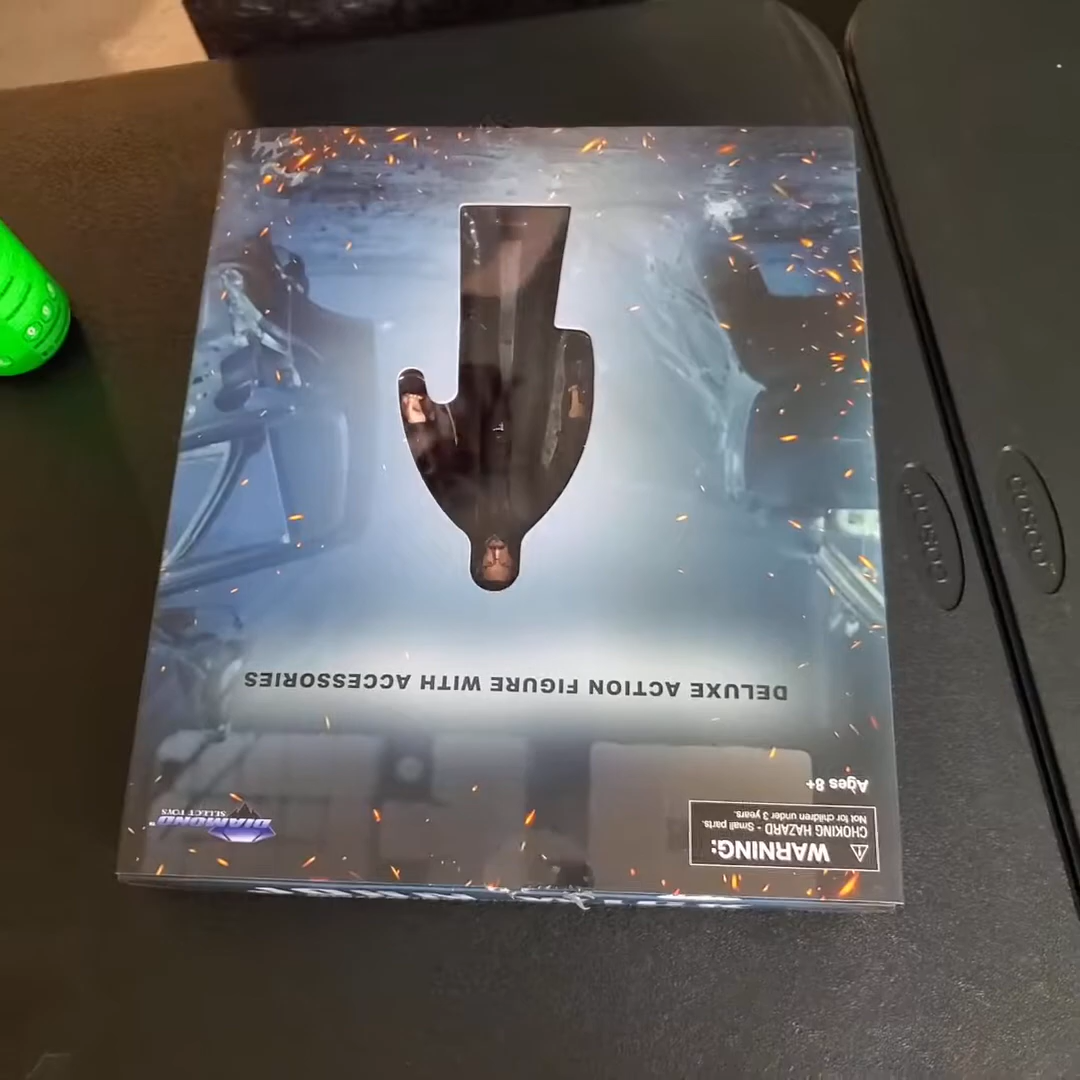 DELUXE ACTION FIGURE WITH ACCESSORIES
Ages 8+
⚠ WARNING:
CHOKING HAZARD - Small parts.
Not for children under 3 years.
DIAMOND™
SELECT TOYS
COSCO
COSCO